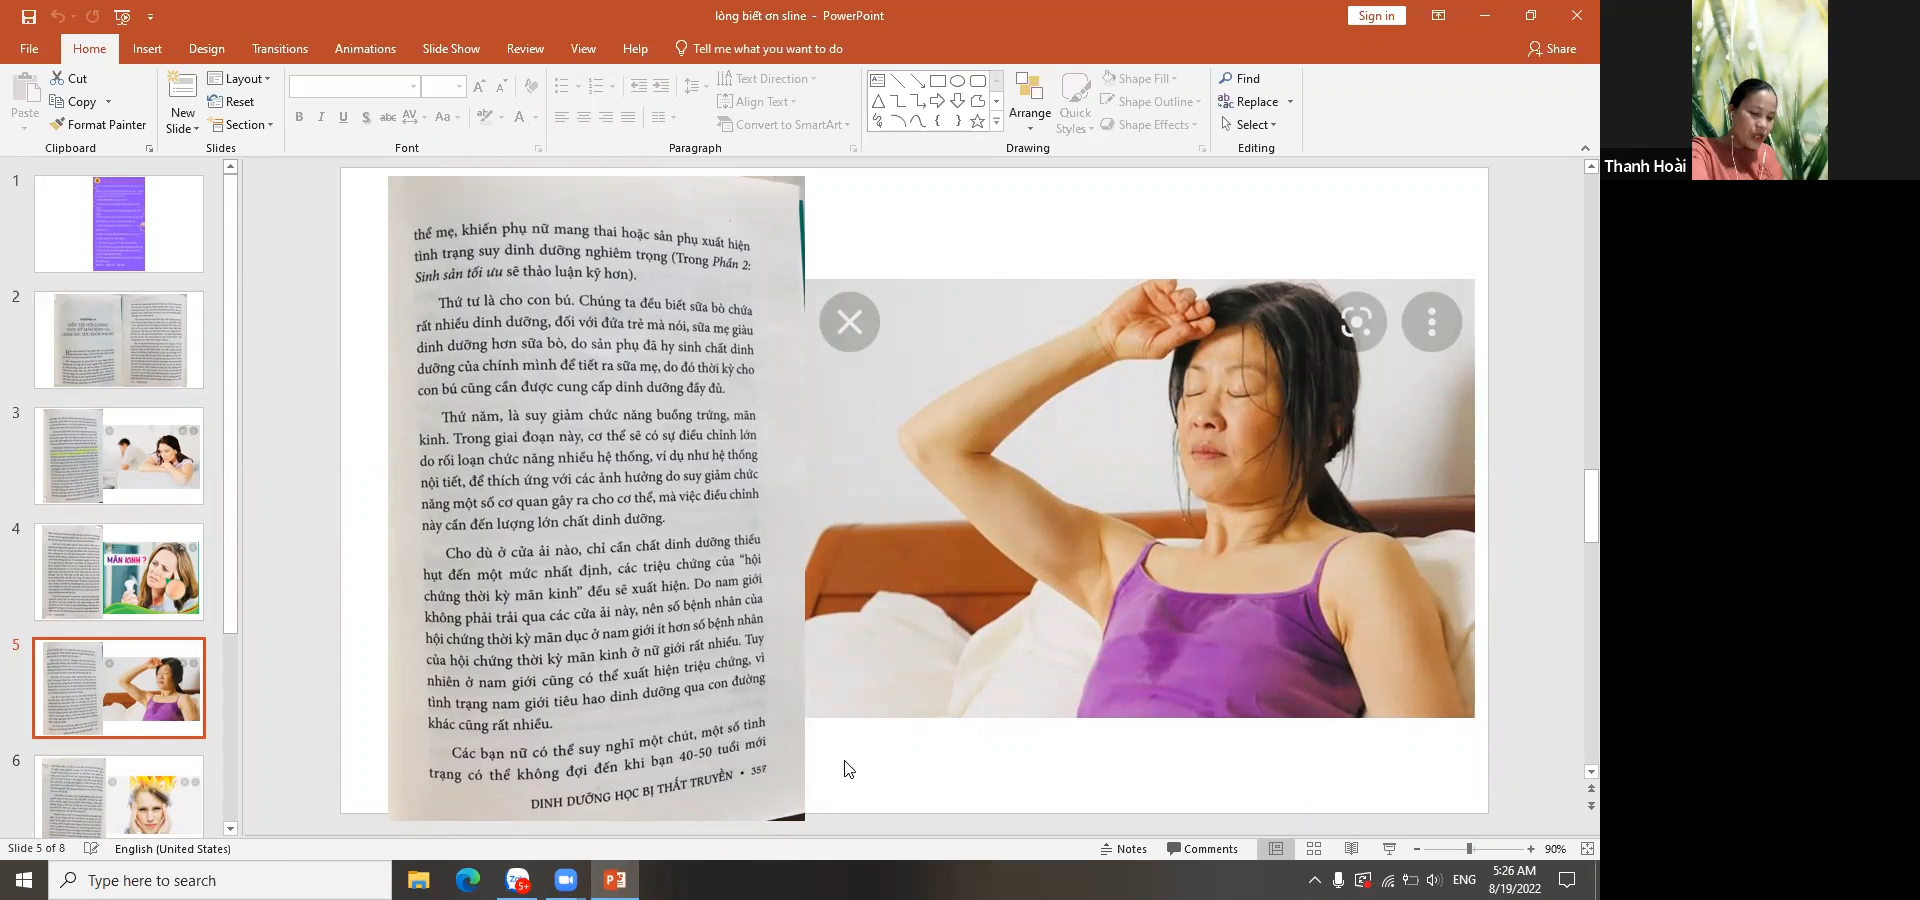 lòng biết ơn sline - PowerPoint
Sign in
File
Home
Insert
Design
Transitions
Animations
Slide Show
Review
View
Help
Tell me what you want to do
Share
Paste
Cut
Copy
Format Painter
Clipboard
New
Slide
Layout
Reset
Section
Slides
Font
Text Direction
Align Text
Convert to SmartArt
Paragraph
Arrange
Quick
Styles
Shape Fill
Shape Outline
Shape Effects
Drawing
Find
Replace
Select
Editing
Thanh Hoài
1
2
3
4
MÃN KINH ?
5
6
thể mẹ, khiến phụ nữ mang thai hoặc sản phụ xuất hiện
tình trạng suy dinh dưỡng nghiêm trọng (Trong Phần 2:
Sinh sản tối ưu sẽ thảo luận kỹ hơn).
Thứ tư là cho con bú. Chúng ta đều biết sữa bò chứa
rất nhiều dinh dưỡng, đối với đứa trẻ mà nói, sữa mẹ giàu
dinh dưỡng hơn sữa bò, do sản phụ đã hy sinh chất dinh
dưỡng của chính mình để tiết ra sữa mẹ, do đó thời kỳ cho
con bú cũng cần được cung cấp dinh dưỡng đầy đủ.
Thứ năm, là suy giảm chức năng buồng trứng, mãn
kinh. Trong giai đoạn này, cơ thể sẽ có sự điều chỉnh lớn
do rối loạn chức năng nhiều hệ thống, ví dụ như hệ thống
nội tiết, để thích ứng với các ảnh hưởng do suy giảm chức
năng một số cơ quan gây ra cho cơ thể, mà việc điều chỉnh
này cần đến lượng lớn chất dinh dưỡng.
Cho dù ở cửa ải nào, chỉ cần chất dinh dưỡng thiếu
hụt đến một mức nhất định, các triệu chứng của "hội
chứng thời kỳ mãn kinh" đều sẽ xuất hiện. Do nam giới
không phải trải qua các cửa ải này, nên số bệnh nhân của
hội chứng thời kỳ mãn dục ở nam giới ít hơn số bệnh nhân
của hội chứng thời kỳ mãn kinh ở nữ giới rất nhiều. Tuy
nhiên ở nam giới cũng có thể xuất hiện triệu chứng, vì
tình trạng nam giới tiêu hao dinh dưỡng qua con đường
khác cũng rất nhiều.
Các bạn nữ có thể suy nghĩ một chút, một số tình
trạng có thể không đợi đến khi bạn 40-50 tuổi mới
DINH DƯỠNG HỌC BỊ THẤT TRUYỀN • 357
Slide 5 of 8
English (United States)
Notes
Comments
90%
Type here to search
5+
ENG
5:26 AM
8/19/2022